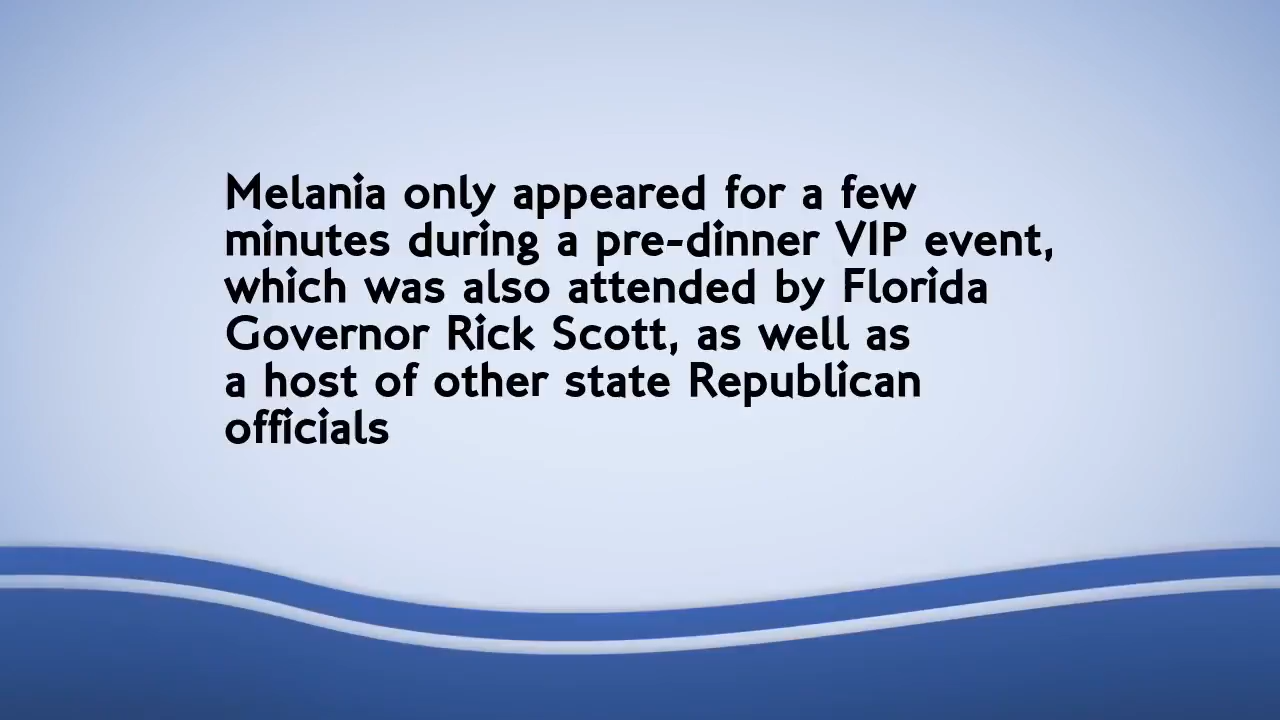 Melania only appeared for a few
minutes during a pre-dinner VIP event,
which was also attended by Florida
Governor Rick Scott, as well as
a host of other state Republican
officials